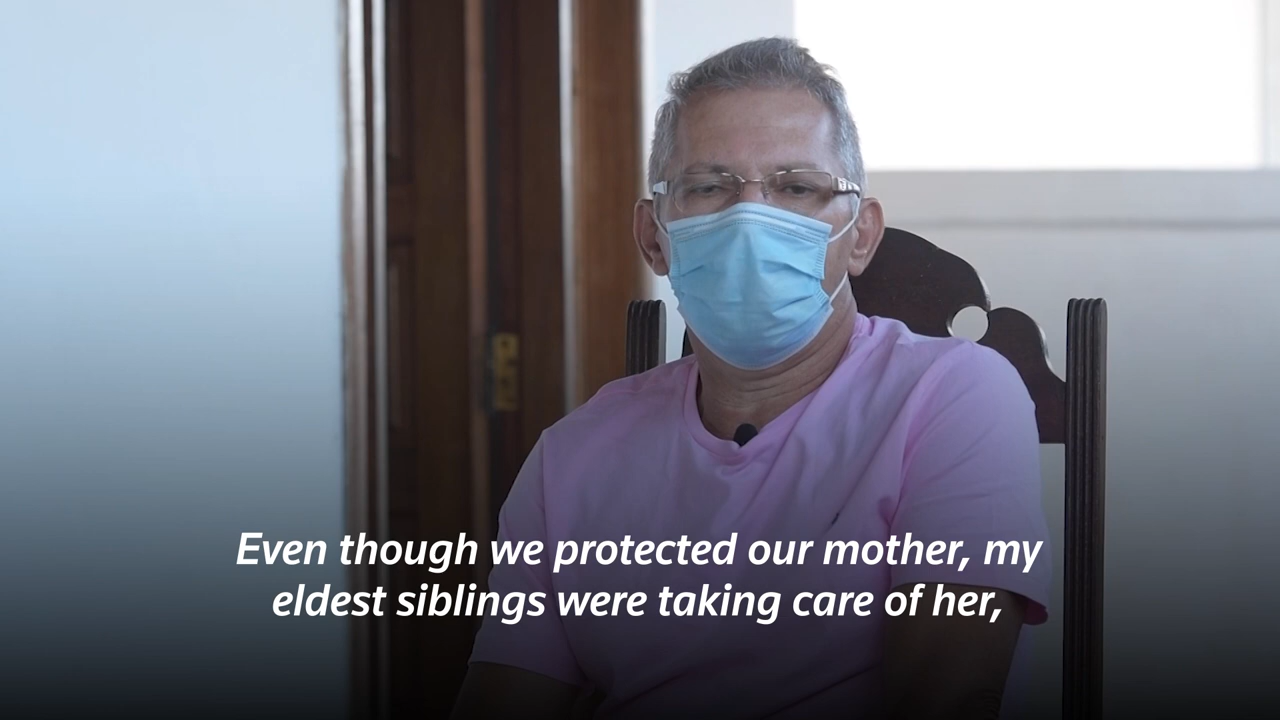 Even though we protected our mother, my
eldest siblings were taking care of her,